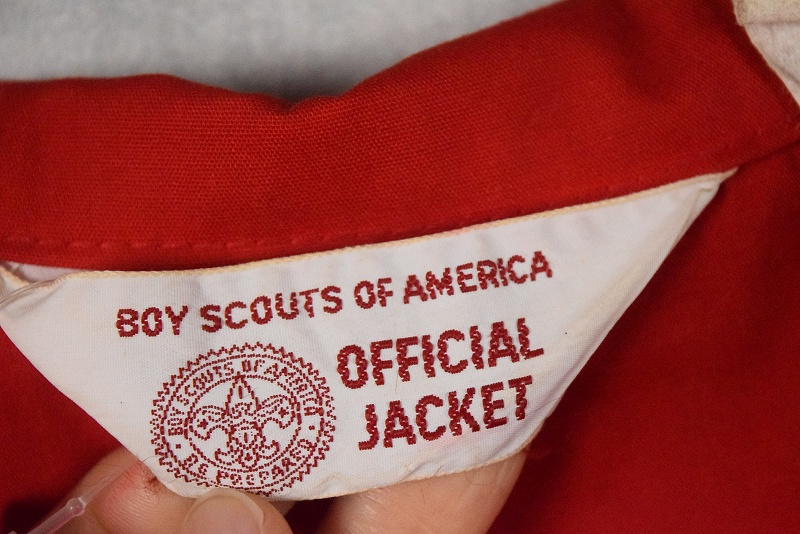 BOY SCOUTS OF AMERICA
OFFICIAL
JACKET
BOY SCOUTS OF AMERICA
BE PREPARED